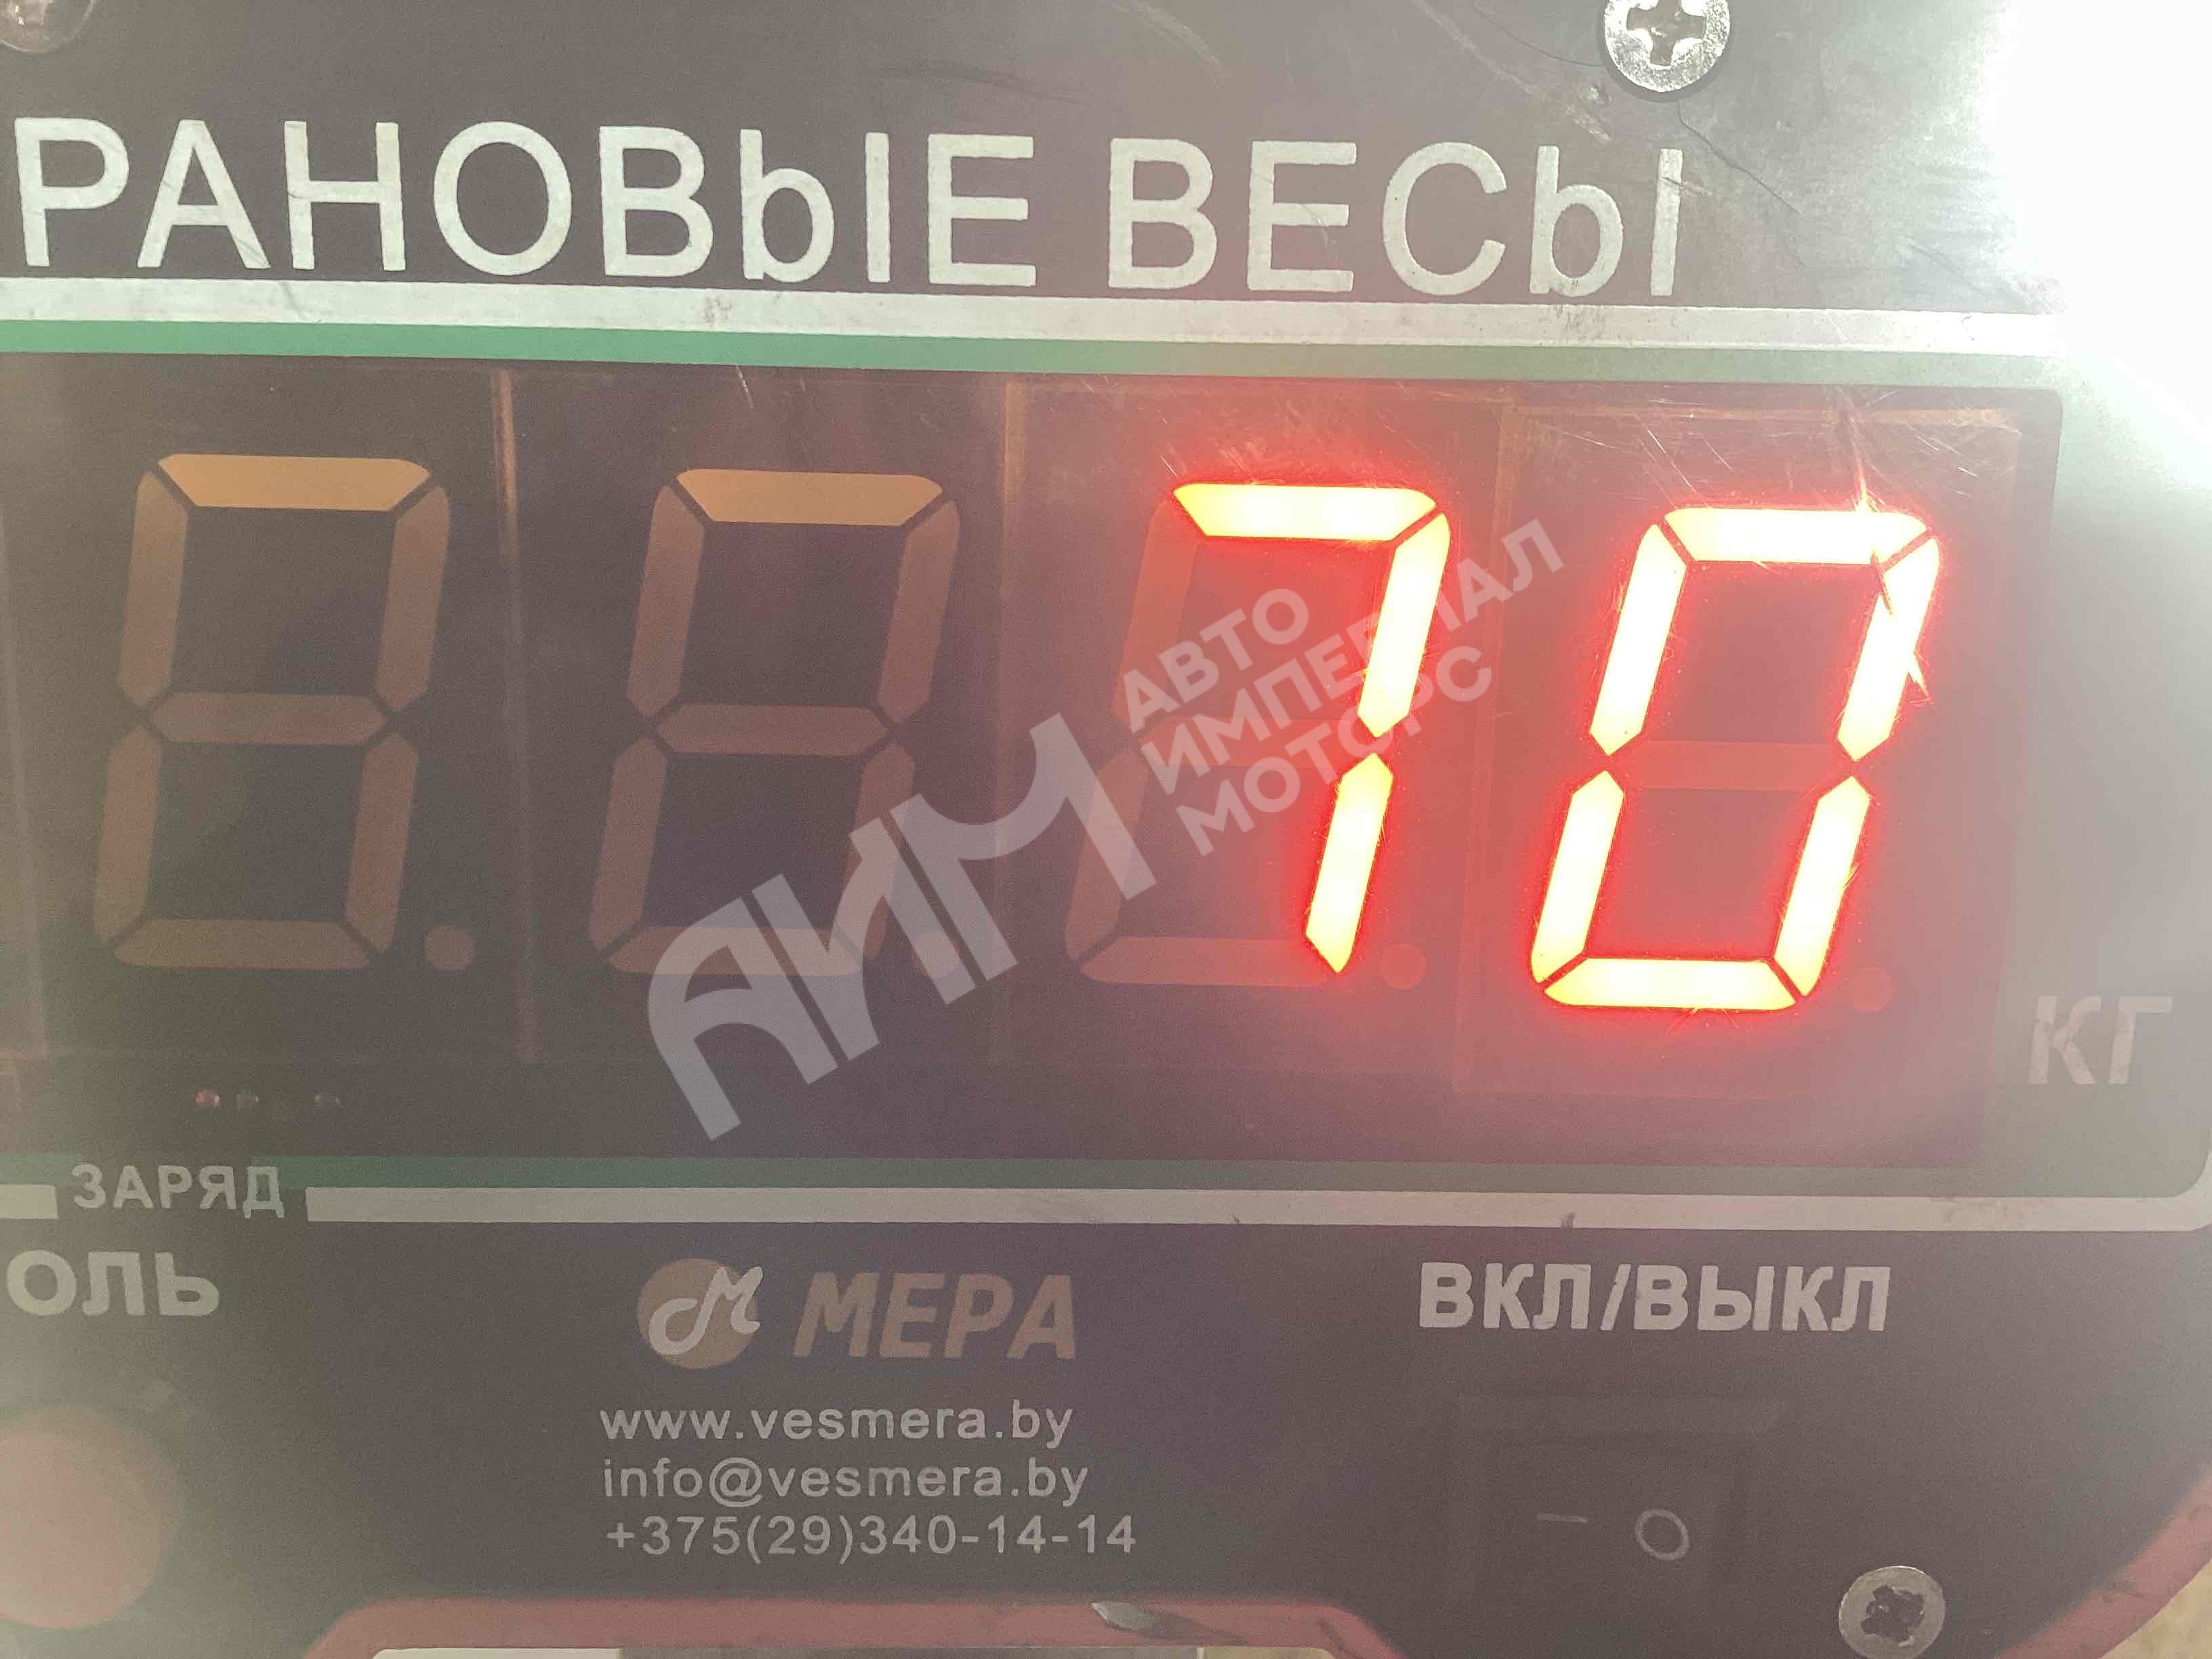 РАНОВЫЕ ВЕСЫ
70
КГ
ЗАРЯД
ОЛЬ
ВКЛ/ВЫКЛ
МЕРА
www.vesmera.by
info@vesmera.by
+375(29)340-14-14
АИМ
АВТО
ИМПЕРИАЛ
МОТОРС